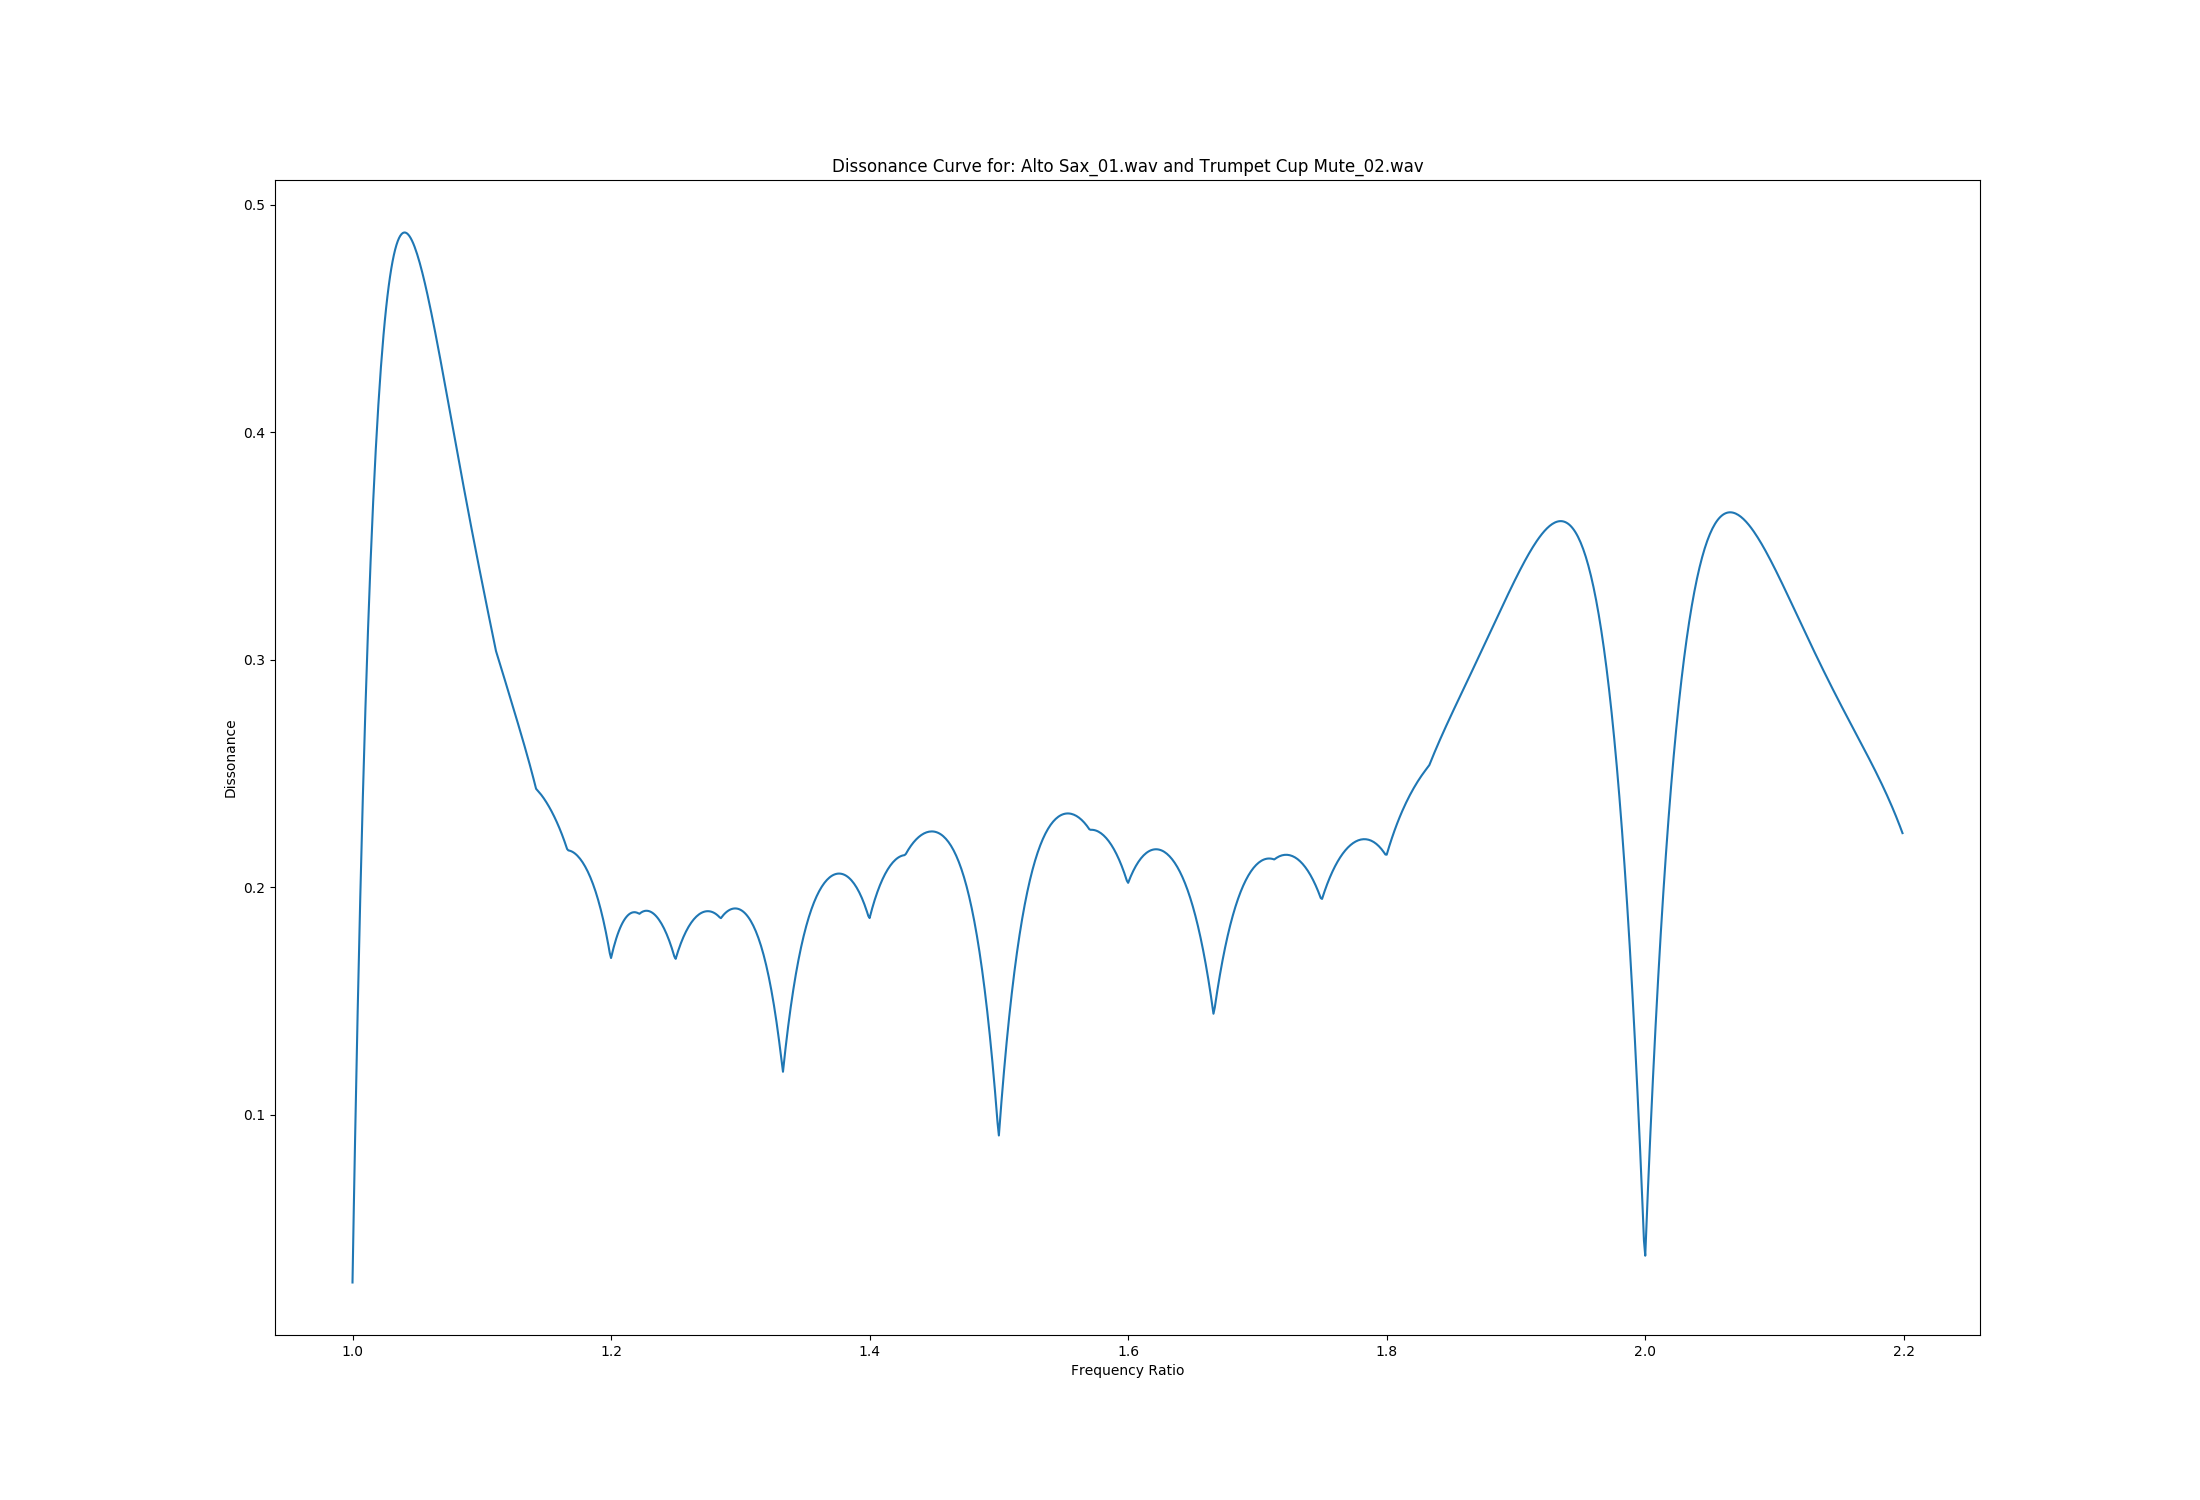 Dissonance Curve for: Alto Sax_01.wav and Trumpet Cup Mute_02.wav
0.5
0.4
0.3
0.2
0.1
Dissonance
1.0 1.2 1.4 1.6 1.8 2.0 2.2
Frequency Ratio